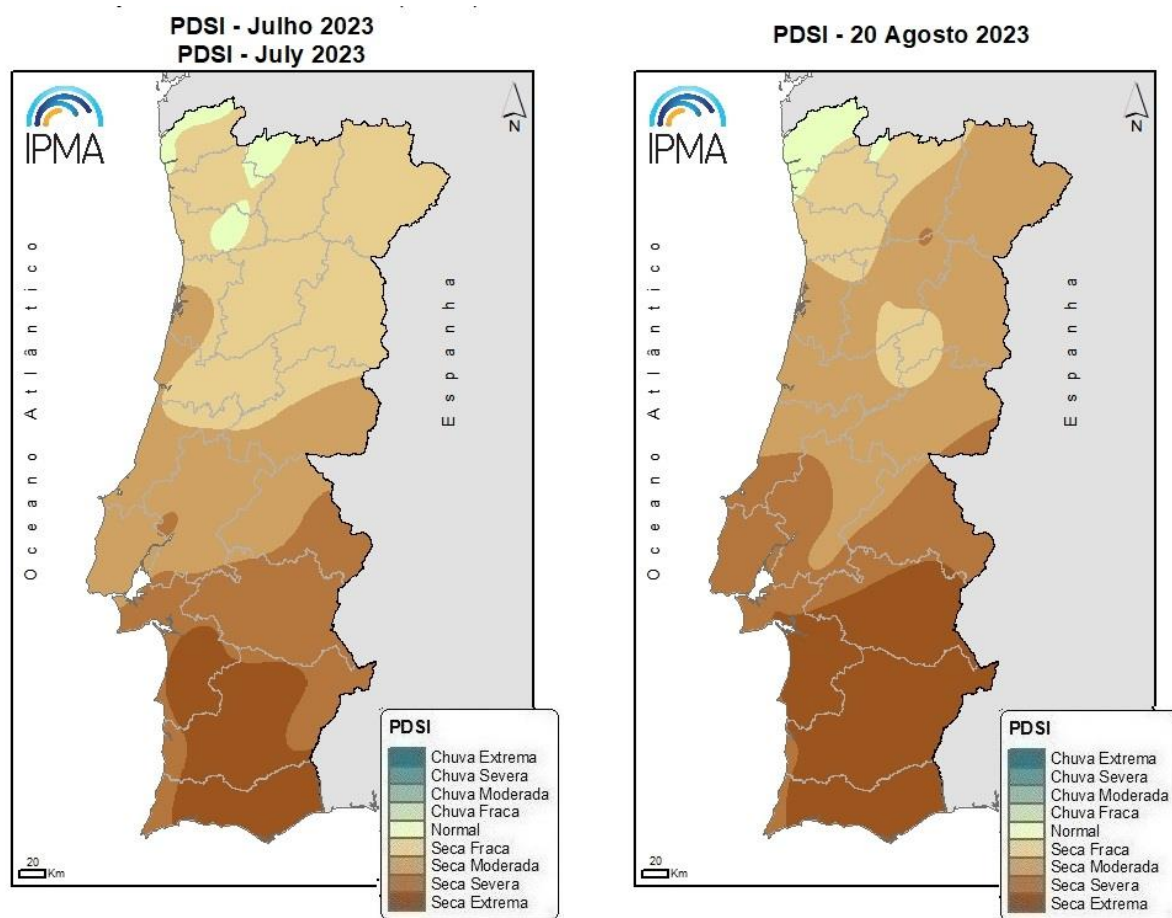 PDSI - Julho 2023
PDSI - July 2023
IPMA
N
Oceano Atlântico
Espanha
PDSI
Chuva Extrema
Chuva Severa
Chuva Moderada
Chuva Fraca
Normal
Seca Fraca
Seca Moderada
Seca Severa
Seca Extrema
20
Km
PDSI - 20 Agosto 2023
IPMA
N
Oceano Atlântico
Espanha
PDSI
Chuva Extrema
Chuva Severa
Chuva Moderada
Chuva Fraca
Normal
Seca Fraca
Seca Moderada
Seca Severa
Seca Extrema
20
Km